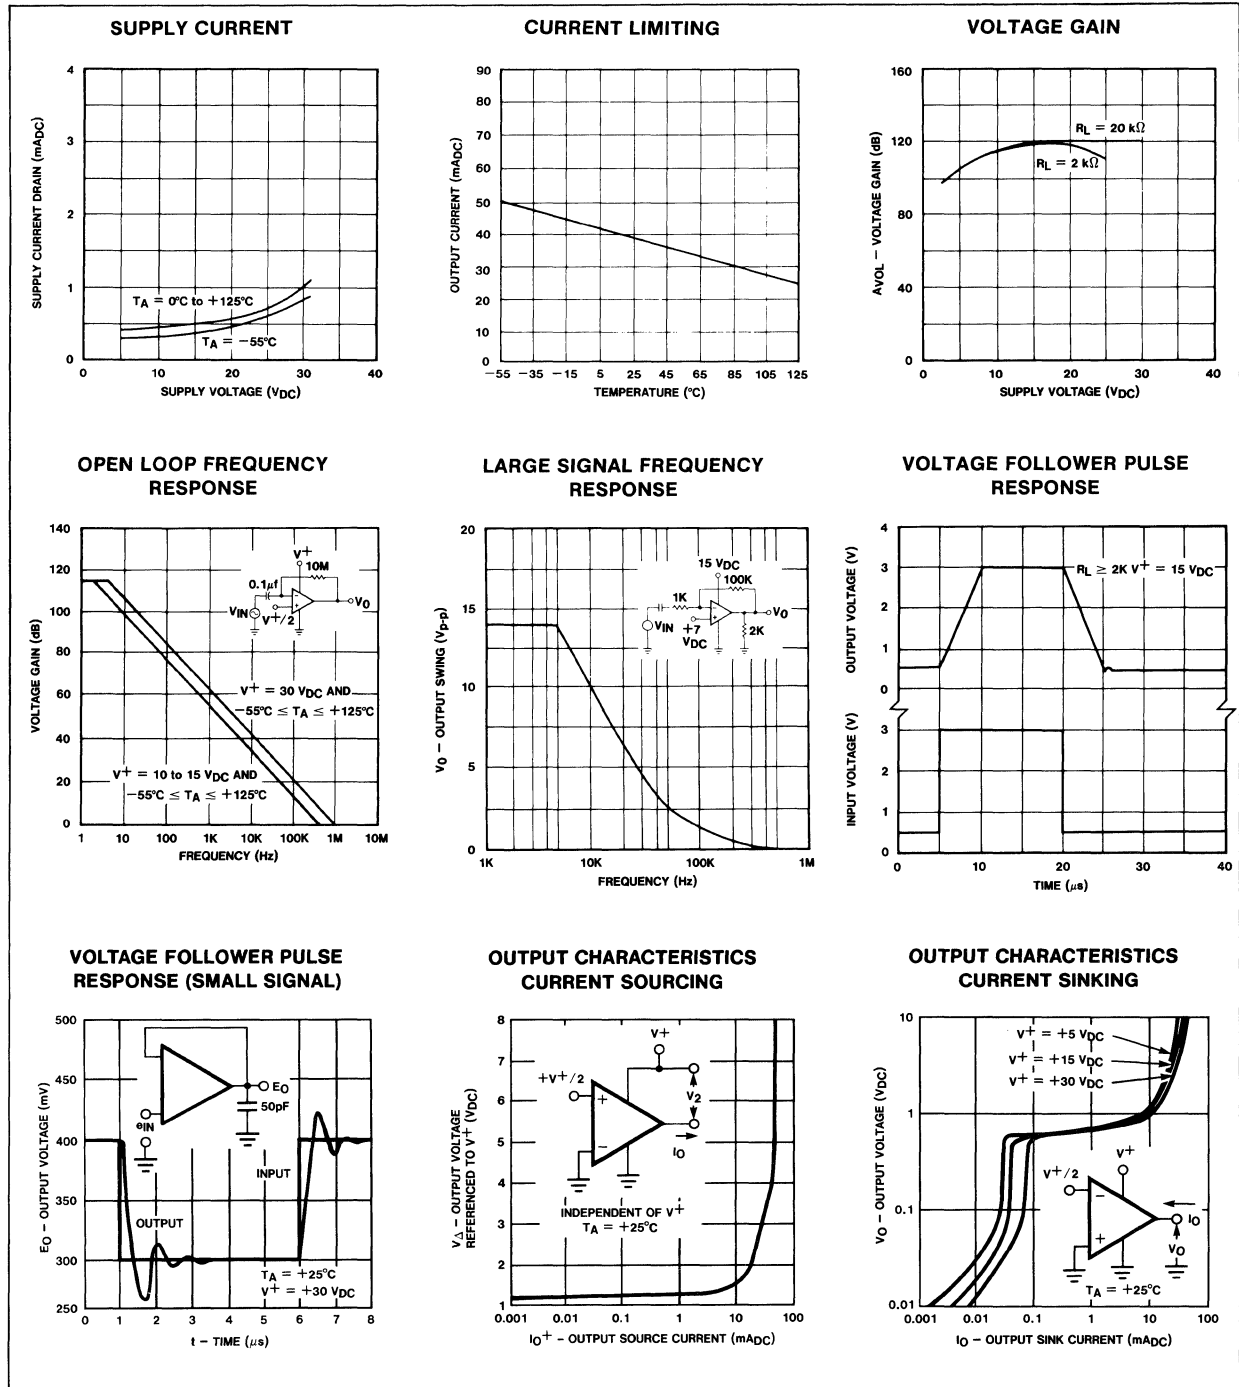 SUPPLY CURRENT
SUPPLY CURRENT DRAIN (mADC)
4
3
2
1
0
TA = 0°C to +125°C
TA = −55°C
0 10 20 30 40
SUPPLY VOLTAGE (VDC)
CURRENT LIMITING
OUTPUT CURRENT (mADC)
90
80
70
60
50
40
30
20
10
0
−55 −35 −15 5 25 45 65 85 105 125
TEMPERATURE (°C)
VOLTAGE GAIN
AVOL − VOLTAGE GAIN (dB)
160
120
80
40
0
RL = 20 kΩ
RL = 2 kΩ
0 10 20 30 40
SUPPLY VOLTAGE (VDC)
OPEN LOOP FREQUENCY
RESPONSE
VOLTAGE GAIN (dB)
140
120
100
80
60
40
20
0
V+
10M
0.1µf
VIN
V+/2
−
+
VO
V+ = 30 VDC AND
−55°C ≤ TA ≤ +125°C
V+ = 10 to 15 VDC AND
−55°C ≤ TA ≤ +125°C
1 10 100 1K 10K 100K 1M 10M
FREQUENCY (Hz)
LARGE SIGNAL FREQUENCY
RESPONSE
VO − OUTPUT SWING (Vp-p)
20
15
10
5
0
15 VDC
100K
1K
VIN
+7
VDC
−
+
VO
2K
1K 10K 100K 1M
FREQUENCY (Hz)
VOLTAGE FOLLOWER PULSE
RESPONSE
OUTPUT VOLTAGE (V)
4
3
2
1
0
RL ≥ 2K V+ = 15 VDC
INPUT VOLTAGE (V)
3
2
1
0
0 10 20 30 40
TIME (µs)
VOLTAGE FOLLOWER PULSE
RESPONSE (SMALL SIGNAL)
EO − OUTPUT VOLTAGE (mV)
500
450
400
350
300
250
EO
50pF
eIN
INPUT
OUTPUT
TA = +25°C
V+ = +30 VDC
0 1 2 3 4 5 6 7 8
t − TIME (µs)
OUTPUT CHARACTERISTICS
CURRENT SOURCING
V△ − OUTPUT VOLTAGE
REFERENCED TO V+ (VDC)
8
7
6
5
4
3
2
1
V+
+V+/2
+
−
V2
IO
INDEPENDENT OF V+
TA = +25°C
0.001 0.01 0.1 1 10 100
IO+ − OUTPUT SOURCE CURRENT (mADC)
OUTPUT CHARACTERISTICS
CURRENT SINKING
VO − OUTPUT VOLTAGE (VDC)
10
1
0.1
0.01
V+ = +5 VDC
V+ = +15 VDC
V+ = +30 VDC
V+
V+/2
−
+
IO
VO
TA = +25°C
0.001 0.01 0.1 1 10 100
IO − OUTPUT SINK CURRENT (mADC)